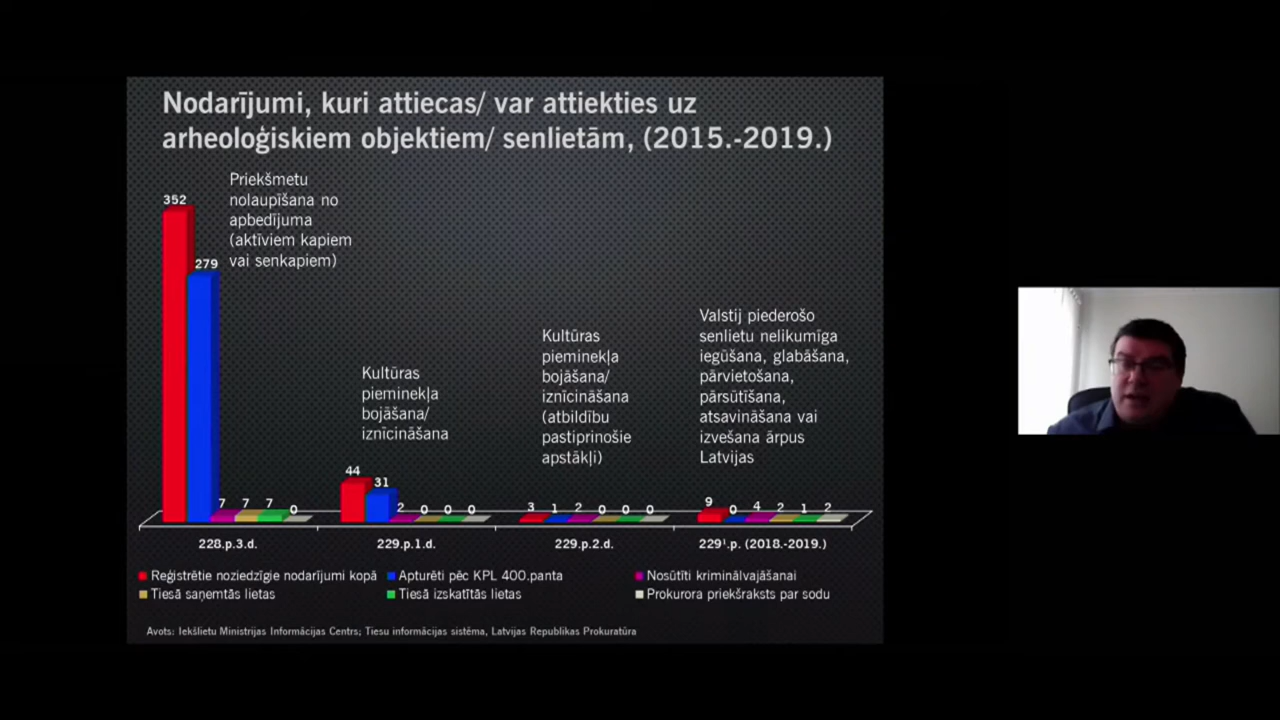 Nodarījumi, kuri attiecas/ var attiekties uz
arheoloģiskiem objektiem/ senlietām, (2015.-2019.)
352
279
7
7
7
0
Priekšmetu
nolaupīšana no
apbedījuma
(aktīviem kapiem
vai senkapiem)
44
31
2
0
0
0
Kultūras
pieminekļa
bojāšana/
iznīcināšana
3
1
2
0
0
0
Kultūras
pieminekļa
bojāšana/
iznīcināšana
(atbildību
pastiprinošie
apstākļi)
9
0
4
2
1
2
Valstij piederošo
senlietu nelikumīga
iegūšana, glabāšana,
pārvietošana,
pārsūtīšana,
atsavināšana vai
izvešana ārpus
Latvijas
228.p.3.d.
229.p.1.d.
229.p.2.d.
229¹.p. (2018.-2019.)
Reģistrētie noziedzīgie nodarījumi kopā
Apturēti pēc KPL 400.panta
Nosūtīti kriminālvajāšanai
Tiesā saņemtās lietas
Tiesā izskatītās lietas
Prokurora priekšraksts par sodu
Avots: Iekšlietu Ministrijas Informācijas Centrs; Tiesu informācijas sistēma, Latvijas Republikas Prokuratūra